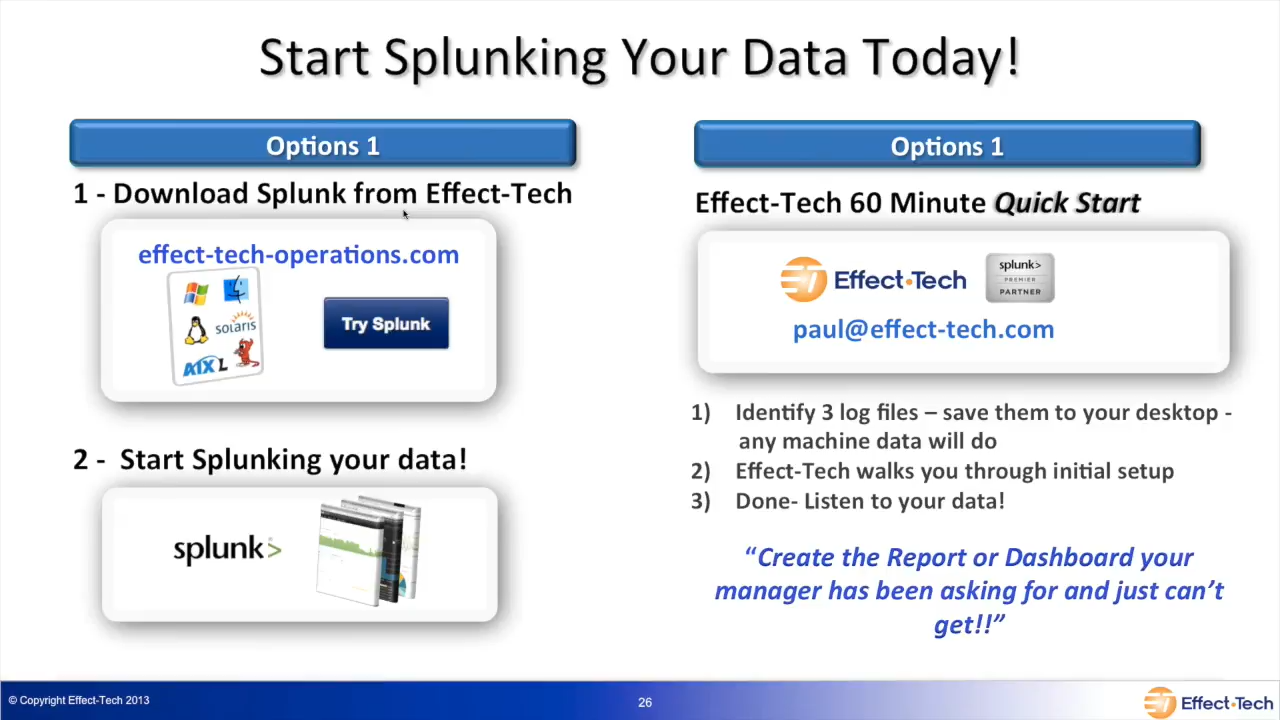 Start Splunking Your Data Today!
Options 1
1 - Download Splunk from Effect-Tech
effect-tech-operations.com
solaris
AIX L
Try Splunk
2 - Start Splunking your data!
splunk>
Options 1
Effect-Tech 60 Minute Quick Start
Effect•Tech
splunk>
PREMIER
PARTNER
paul@effect-tech.com
1) Identify 3 log files – save them to your desktop -
any machine data will do
2) Effect-Tech walks you through initial setup
3) Done- Listen to your data!
“Create the Report or Dashboard your
manager has been asking for and just can’t
get!!”
© Copyright Effect-Tech 2013
26
Effect•Tech